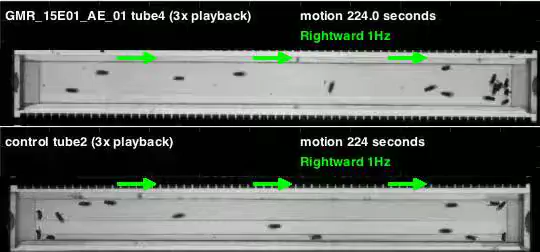 GMR_15E01_AE_01 tube4 (3x playback) motion 224.0 seconds
Rightward 1Hz
control tube2 (3x playback) motion 224 seconds
Rightward 1Hz